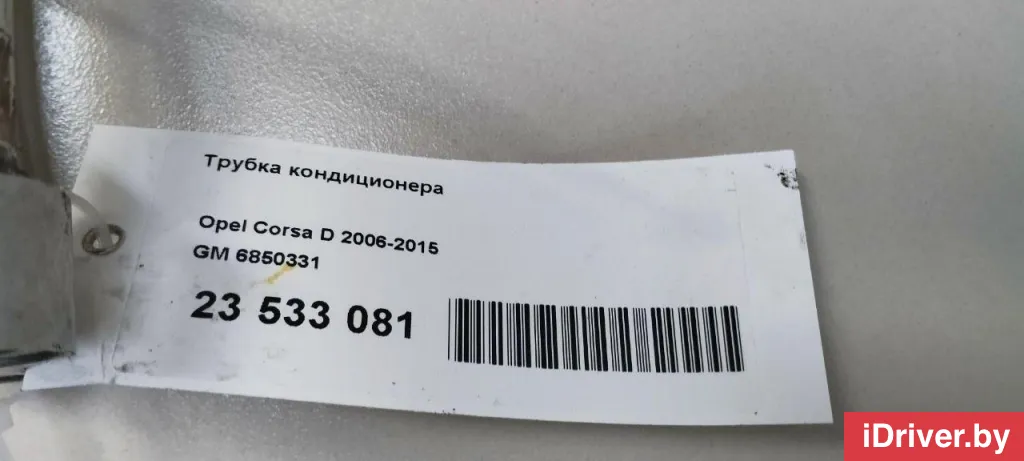 Трубка кондиционера
Opel Corsa D 2006-2015
GM 6850331
23 533 081
iDriver.by